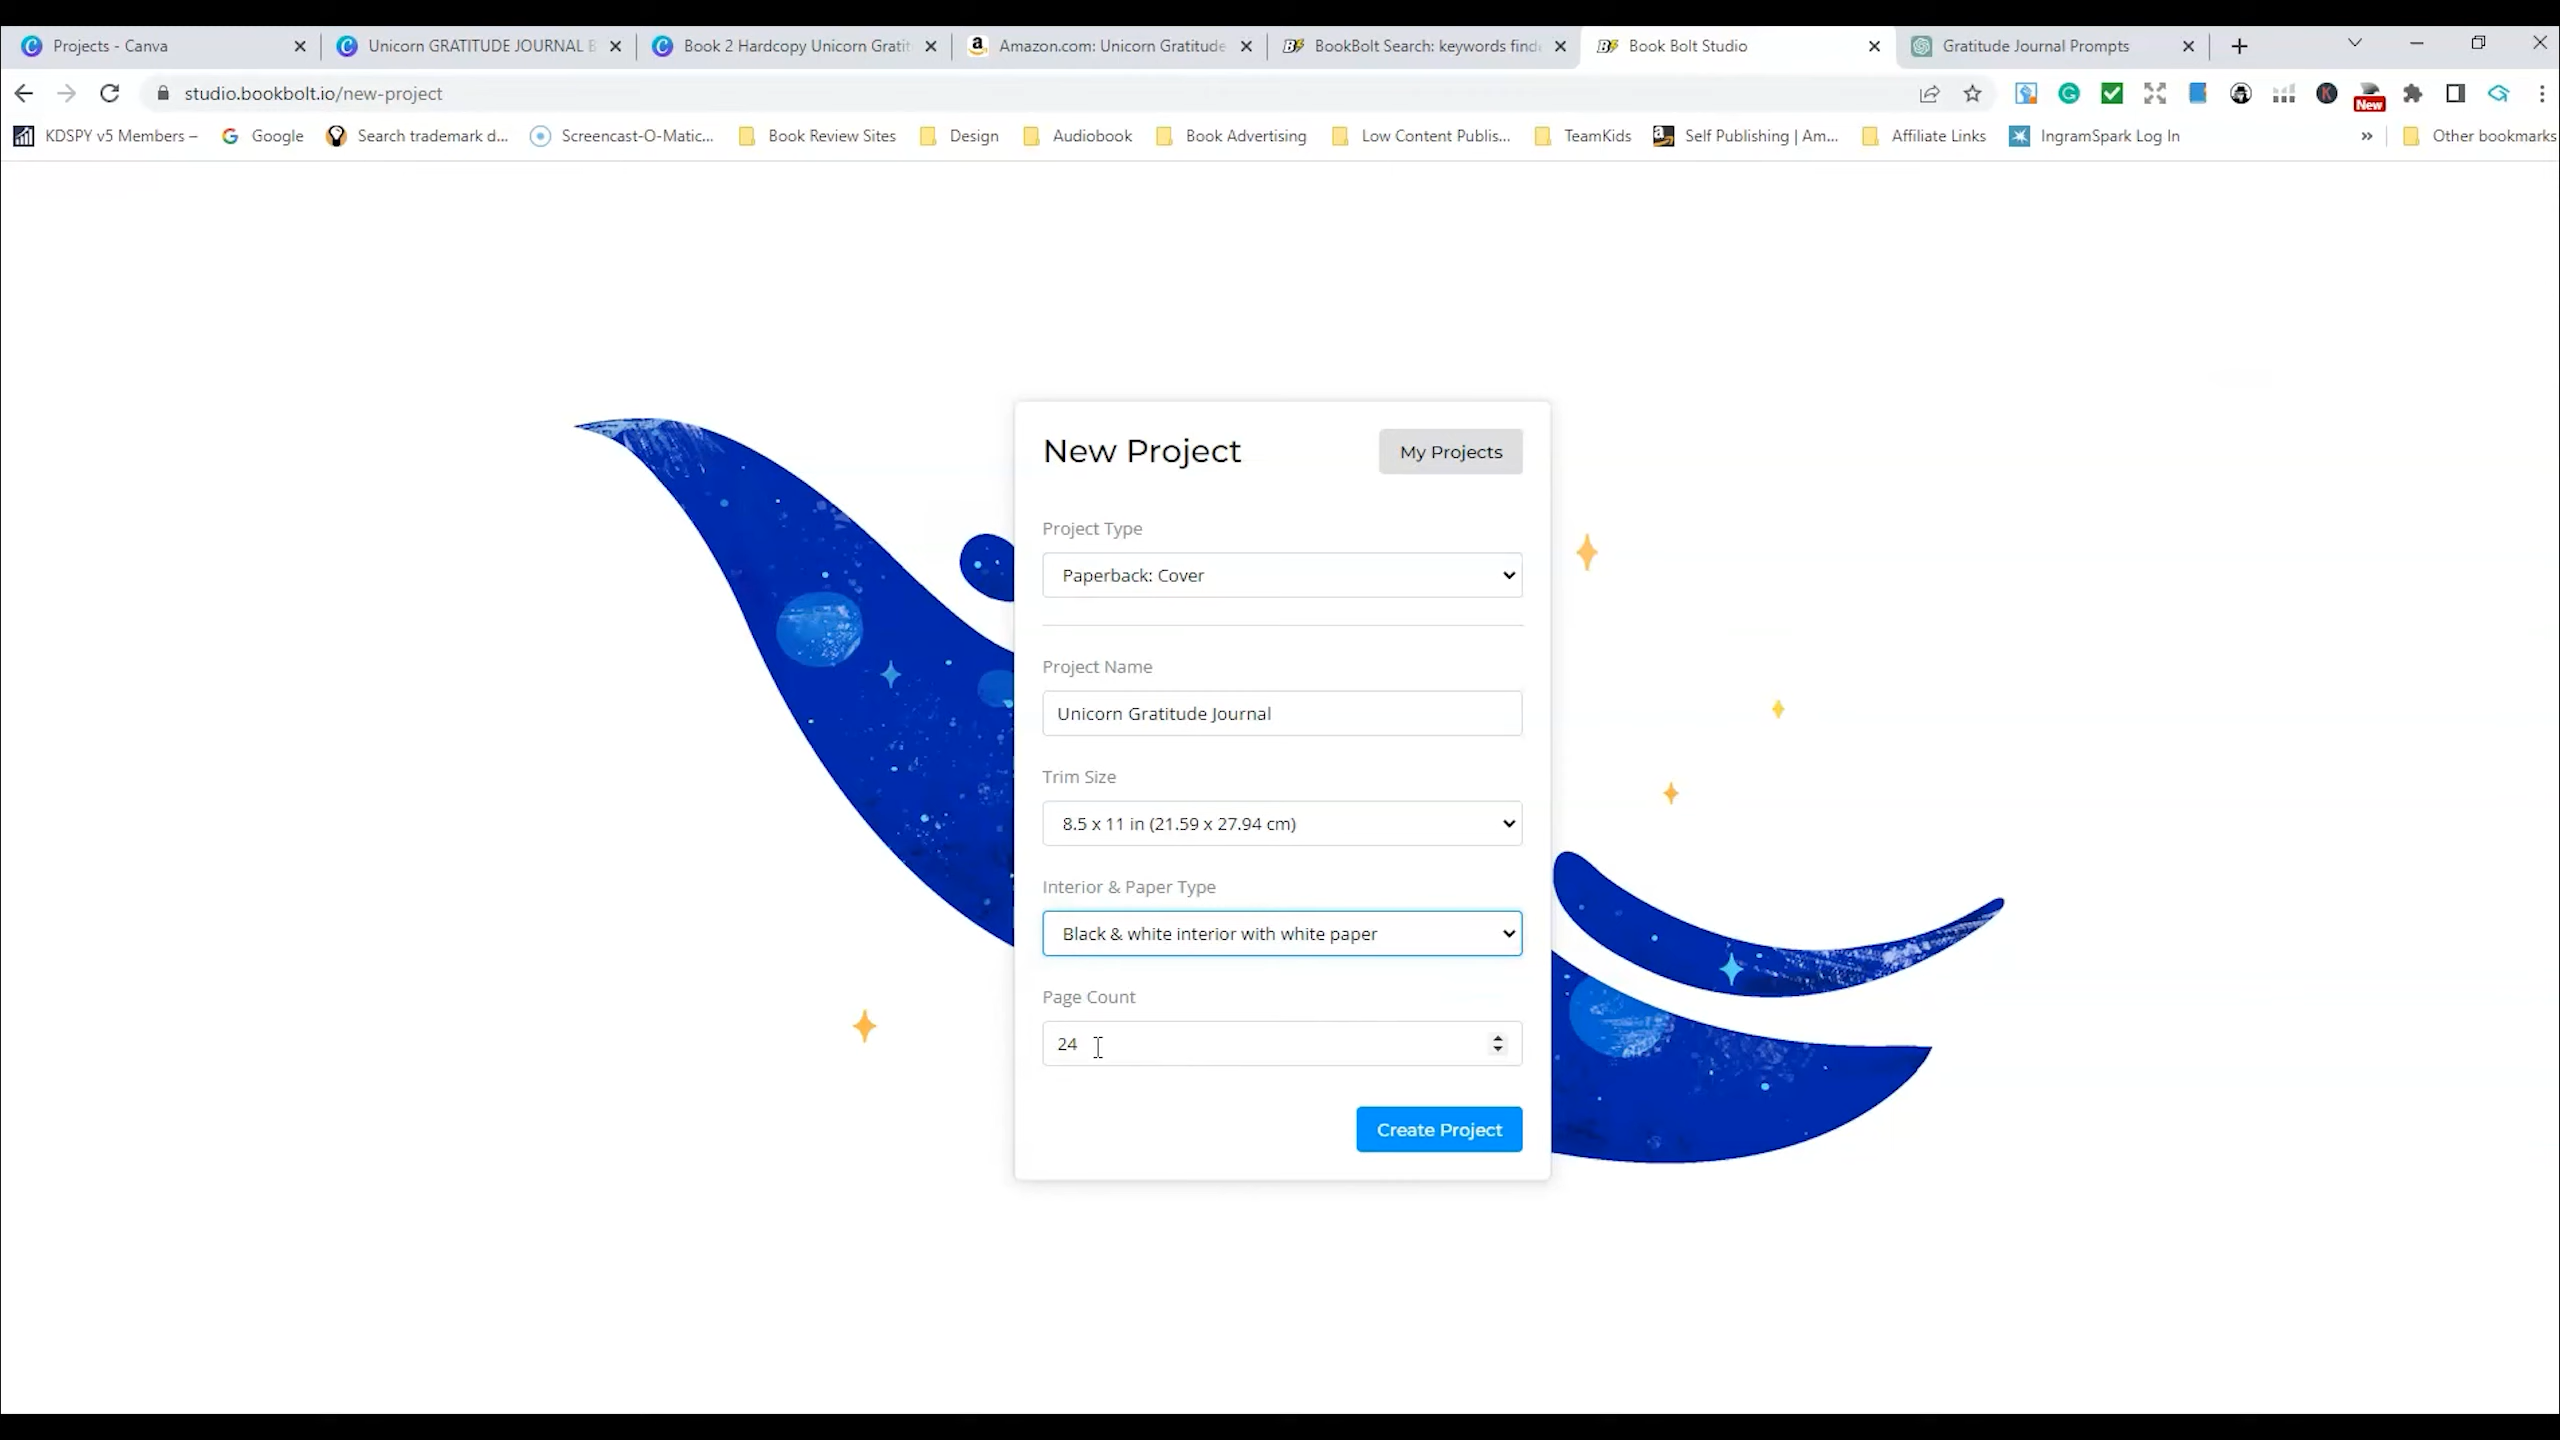 Projects - Canva
Unicorn GRATITUDE JOURNAL B
Book 2 Hardcopy Unicorn Gratit
Amazon.com: Unicorn Gratitude
BookBolt Search: keywords find
Book Bolt Studio
Gratitude Journal Prompts
studio.bookbolt.io/new-project
New
KDSPY v5 Members –
Google
Search trademark d...
Screencast-O-Matic...
Book Review Sites
Design
Audiobook
Book Advertising
Low Content Publis...
TeamKids
Self Publishing | Am...
Affiliate Links
IngramSpark Log In
»
Other bookmarks
New Project
My Projects
Project Type
Paperback: Cover
Project Name
Unicorn Gratitude Journal
Trim Size
8.5 x 11 in (21.59 x 27.94 cm)
Interior & Paper Type
Black & white interior with white paper
Page Count
24
Create Project